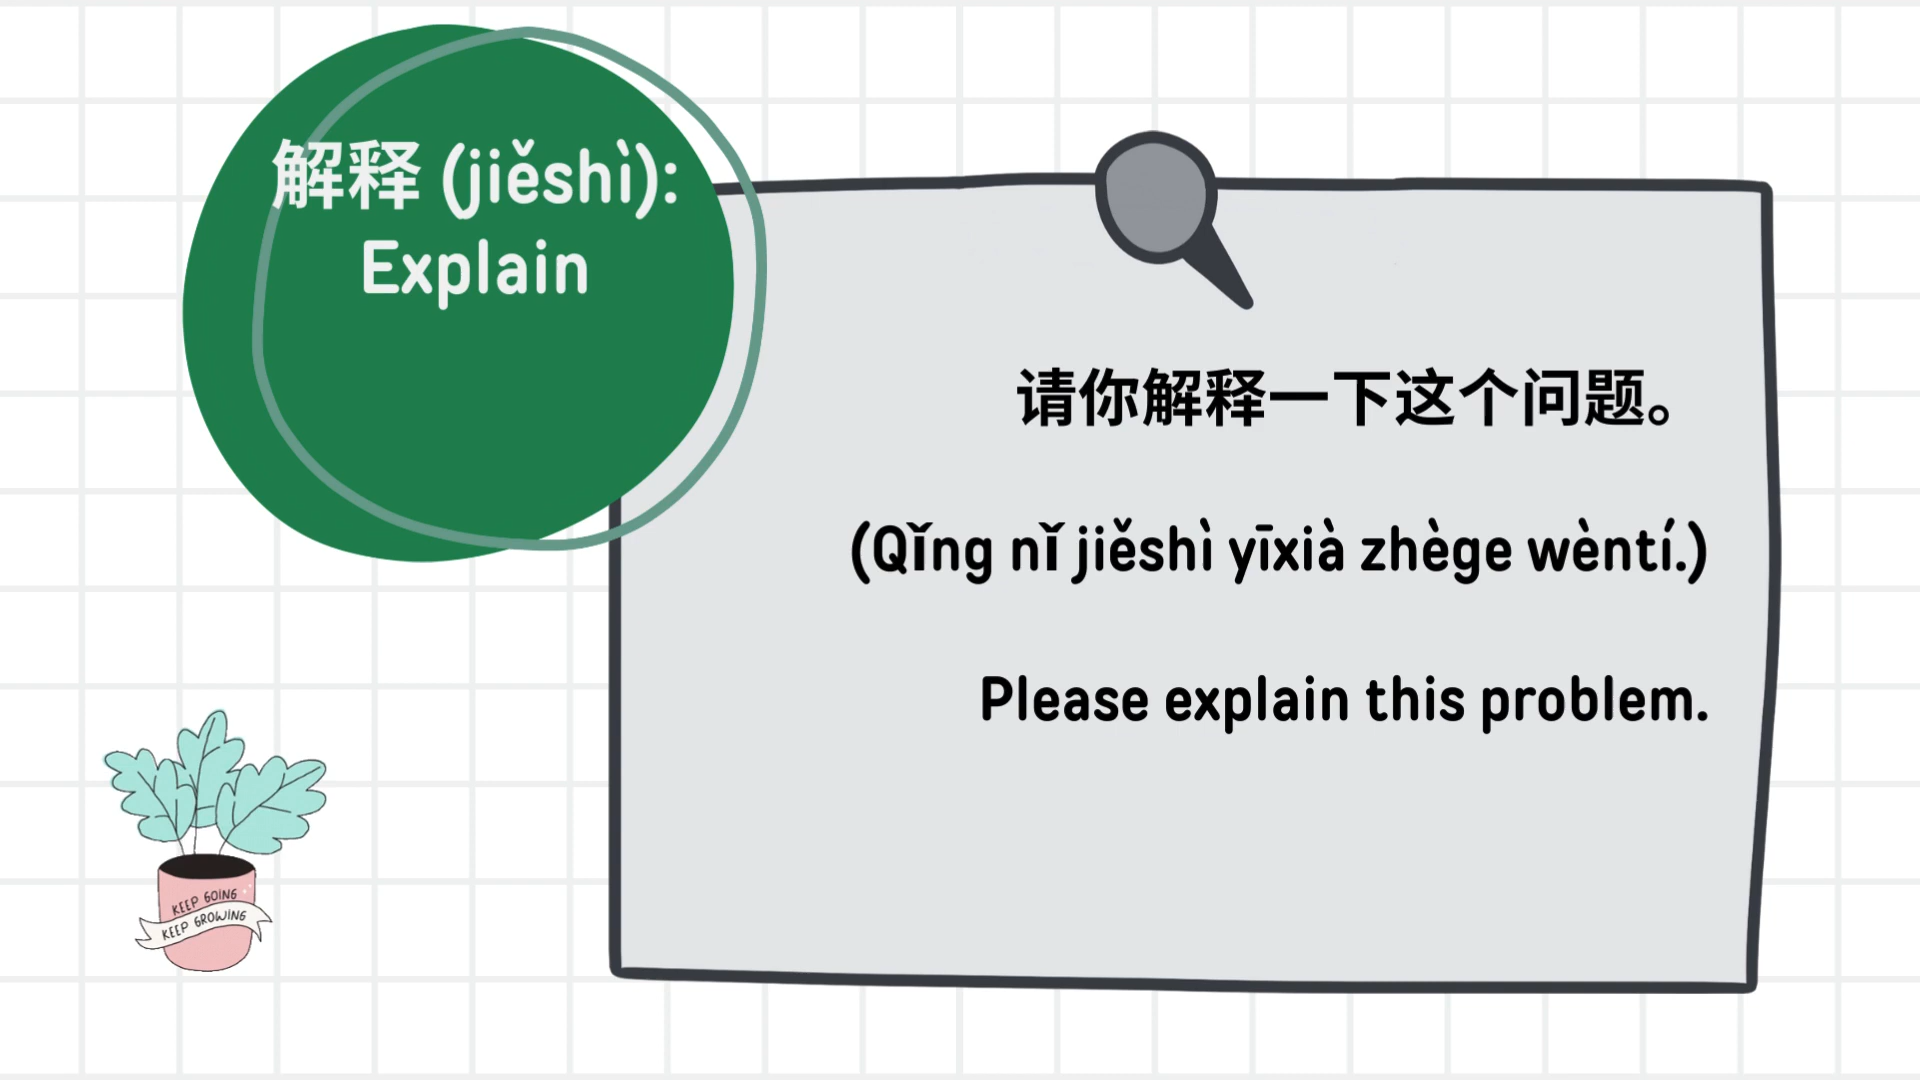 解释 (jiěshì):
Explain
请你解释一下这个问题。
(Qǐng nǐ jiěshì yīxià zhège wèntí.)
Please explain this problem.
KEEP GOING
KEEP GROWING